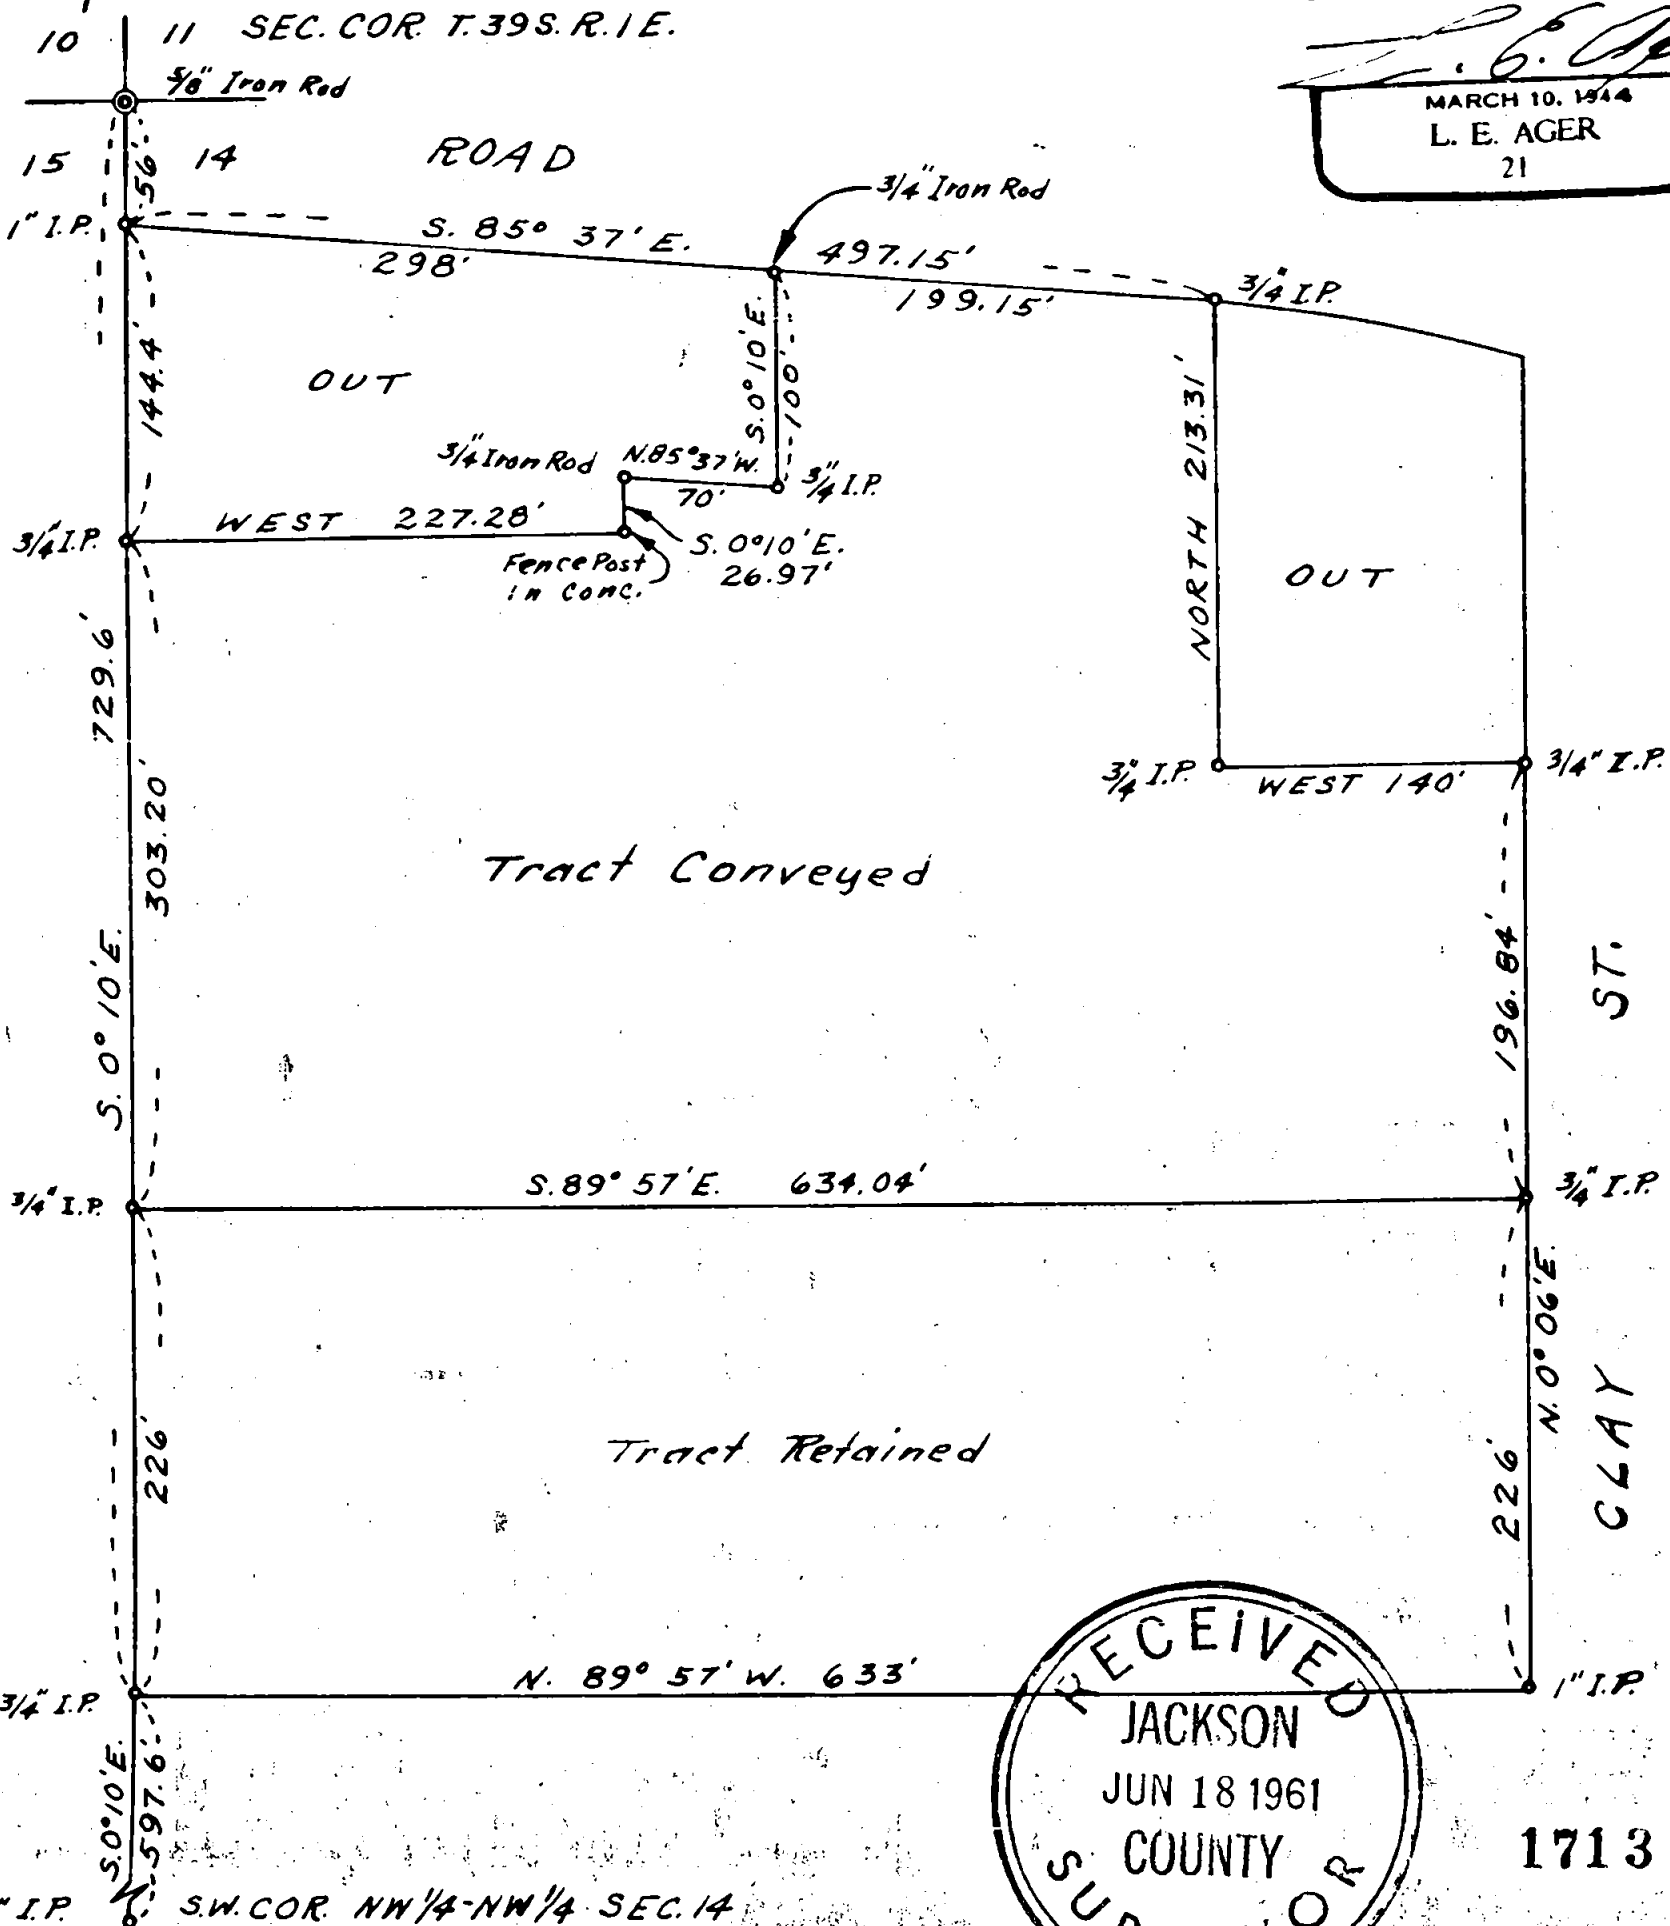 10 11 SEC. COR. T. 39 S. R. 1 E.
5/8" Iron Rod
MARCH 10, 1944
L. E. AGER
21
15 14 ROAD
56'
3/4" Iron Rod
1" I.P.
S. 85° 37' E. 497.15'
298' 199.15'
3/4" I.P.
144.4'
OUT
S. 0° 10' E.
100'
NORTH 213.31'
3/4" Iron Rod N. 85° 37' W.
70'
3/4" I.P.
3/4" I.P. WEST 227.28'
S. 0° 10' E.
26.97'
Fence Post
in Conc.
OUT
729.6'
303.20'
3/4" I.P. WEST 140' 3/4" I.P.
Tract Conveyed
S. 0° 10' E.
196.84'
CLAY ST.
3/4" I.P. S. 89° 57' E. 634.04' 3/4" I.P.
N. 0° 06' E.
226'
Tract Retained
226'
3/4" I.P. N. 89° 57' W. 633' 1" I.P.
RECEIVED
JACKSON
JUN 18 1961
COUNTY
S. 0° 10' E.
597.6'
1713
I.P. S.W. COR. NW 1/4 - NW 1/4 SEC. 14